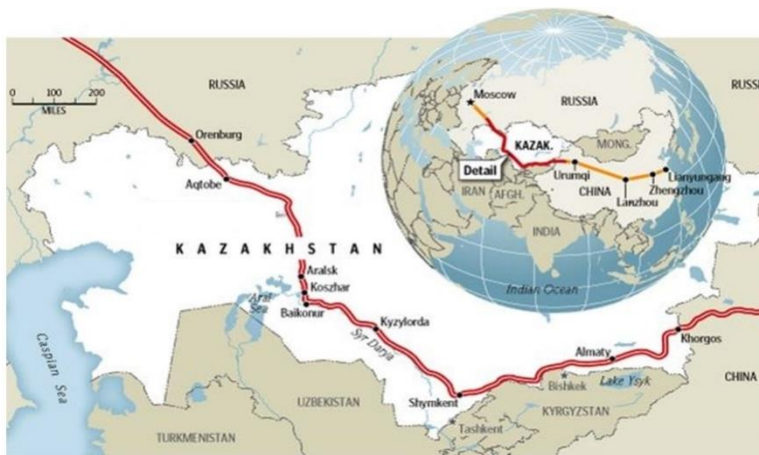 RUSSIA
0 100 200
MILES
Orenburg
Aqtobe
KAZAKHSTAN
Aralsk
Koszhar
Aral
Sea
Baikonur
Kyzylorda
Syr Darya
Caspian Sea
Shymkent
Almaty
Khorgos
Bishkek
Lake Ysyk
CHINA
UZBEKISTAN
KYRGYZSTAN
TURKMENISTAN
Tashkent
Moscow
RUSSIA
KAZAK.
MONG.
Detail
Urumqi
Lianyungang
Zhengzhou
CHINA
Lanzhou
IRAN
AFGH.
INDIA
Indian Ocean
RUSS